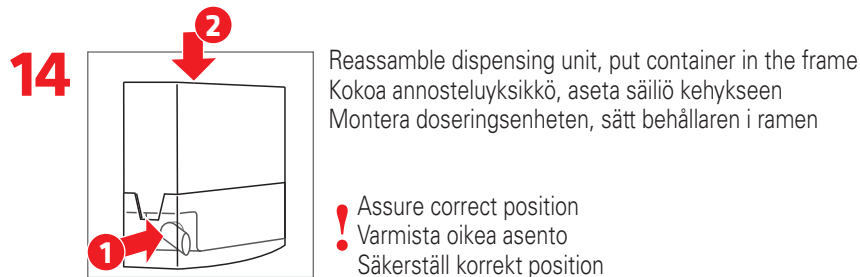 14
2
1
Reassamble dispensing unit, put container in the frame
Kokoa annosteluyksikkö, aseta säiliö kehykseen
Montera doseringsenheten, sätt behållaren i ramen
! Assure correct position
Varmista oikea asento
Säkerställ korrekt position